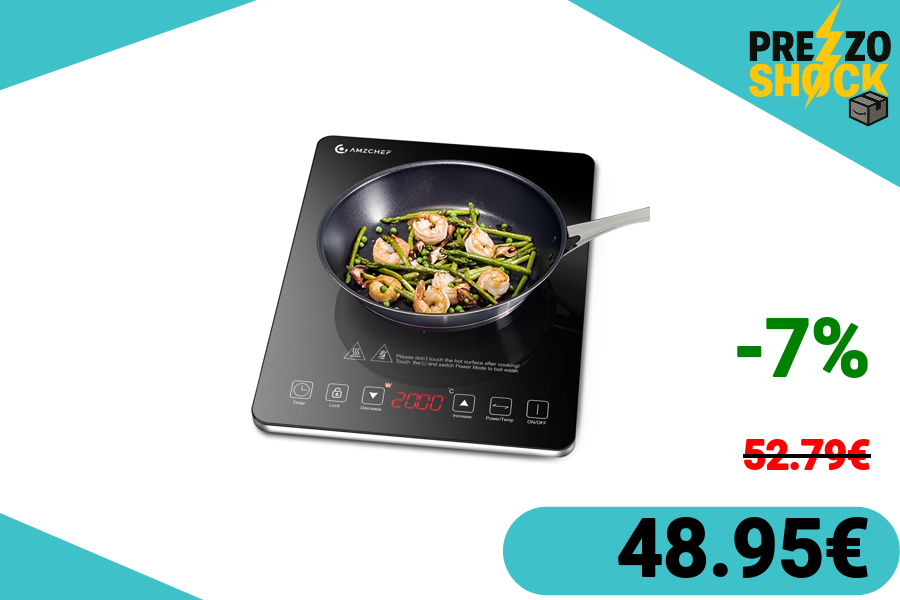 PREZZO
SHOCK
AMZCHEF
Please don't touch the hot surface after cooking!
Touch the (-) and switch Power Mode to boil water.
W
2000
°C
Timer
Lock
Decrease
Increase
Power/Temp
ON/OFF
-7%
52.79€
48.95€